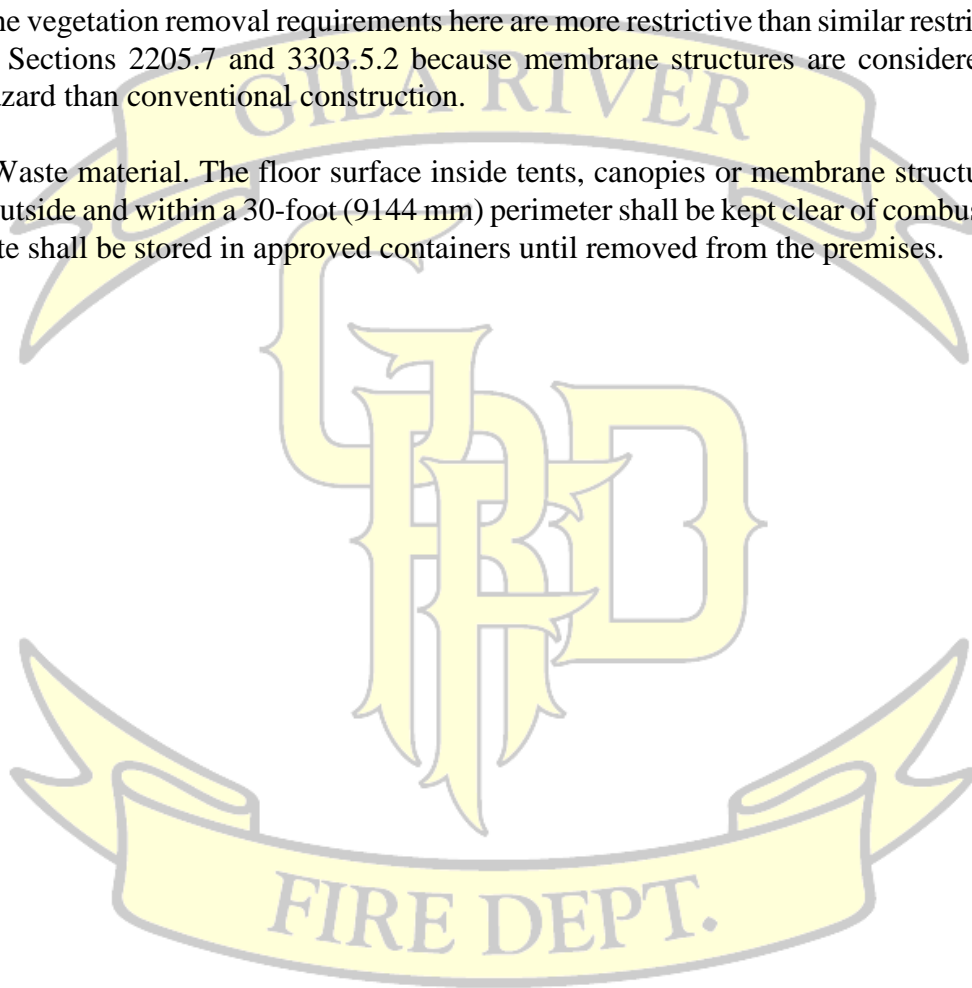 he vegetation removal requirements here are more restrictive than similar restri
Sections 2205.7 and 3303.5.2 because membrane structures are considere
zard than conventional construction.
GILA RIVER
Waste material. The floor surface inside tents, canopies or membrane structu
utside and within a 30-foot (9144 mm) perimeter shall be kept clear of combus
te shall be stored in approved containers until removed from the premises.
GRFD
FIRE DEPT.